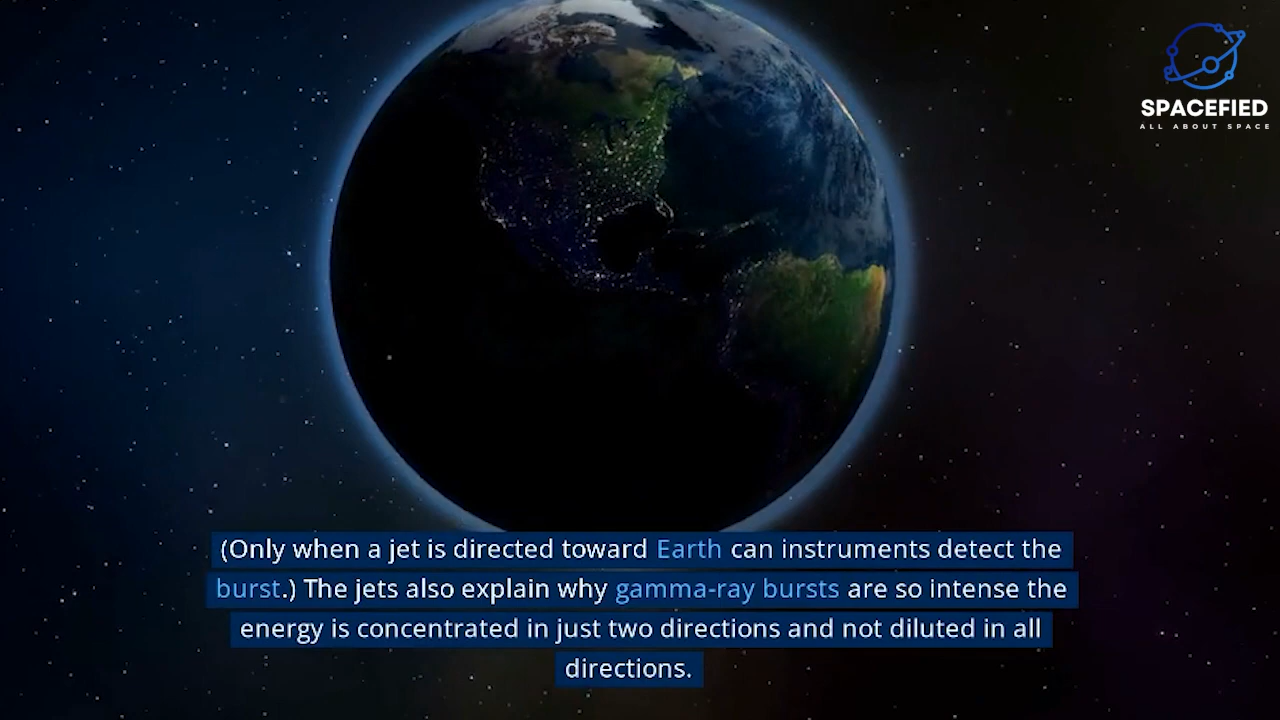 SPACEFIED
ALL ABOUT SPACE
(Only when a jet is directed toward Earth can instruments detect the
burst.) The jets also explain why gamma-ray bursts are so intense the
energy is concentrated in just two directions and not diluted in all
directions.